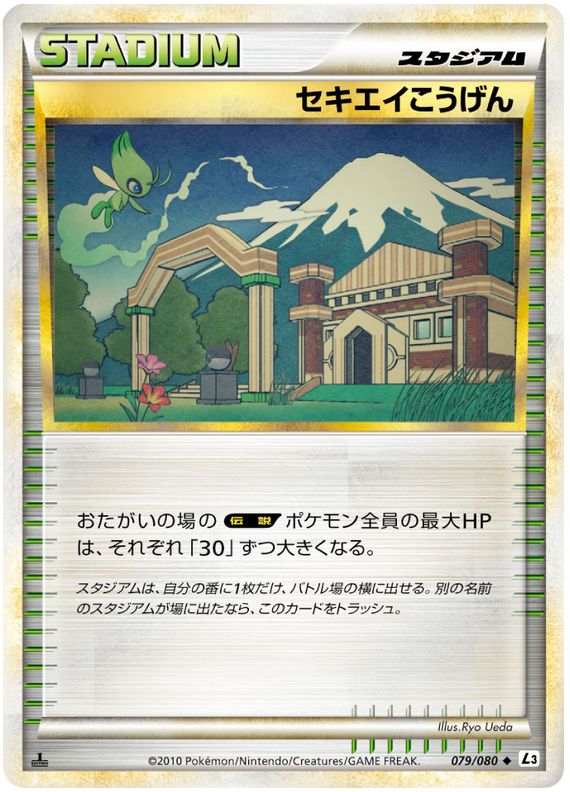 STADIUM
スタジアム
セキエイこうげん
おたがいの場の 伝説 ポケモン全員の最大HP
は、それぞれ「30」ずつ大きくなる。
スタジアムは、自分の番に1枚だけ、バトル場の横に出せる。別の名前
のスタジアムが場に出たなら、このカードをトラッシュ。
Illus.Ryo Ueda
1
EDITION
©2010 Pokémon/Nintendo/Creatures/GAME FREAK.
079/080 ◆ L3